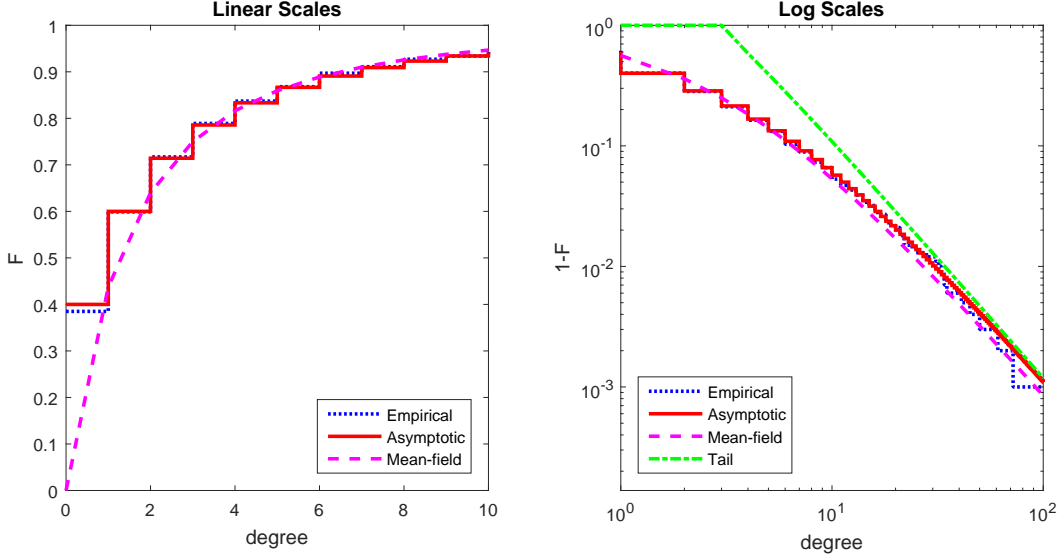 Linear Scales
F
1
0.9
0.8
0.7
0.6
0.5
0.4
0.3
0.2
0.1
0
0 2 4 6 8 10
degree
Empirical
Asymptotic
Mean-field
Log Scales
1-F
10^0
10^-1
10^-2
10^-3
10^0 10^1 10^2
degree
Empirical
Asymptotic
Mean-field
Tail